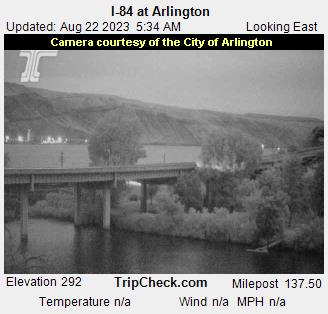 I-84 at Arlington
Updated: Aug 22 2023 5:34 AM Looking East
Camera courtesy of the City of Arlington
Elevation 292 TripCheck.com Milepost 137.50
Temperature n/a Wind n/a MPH n/a